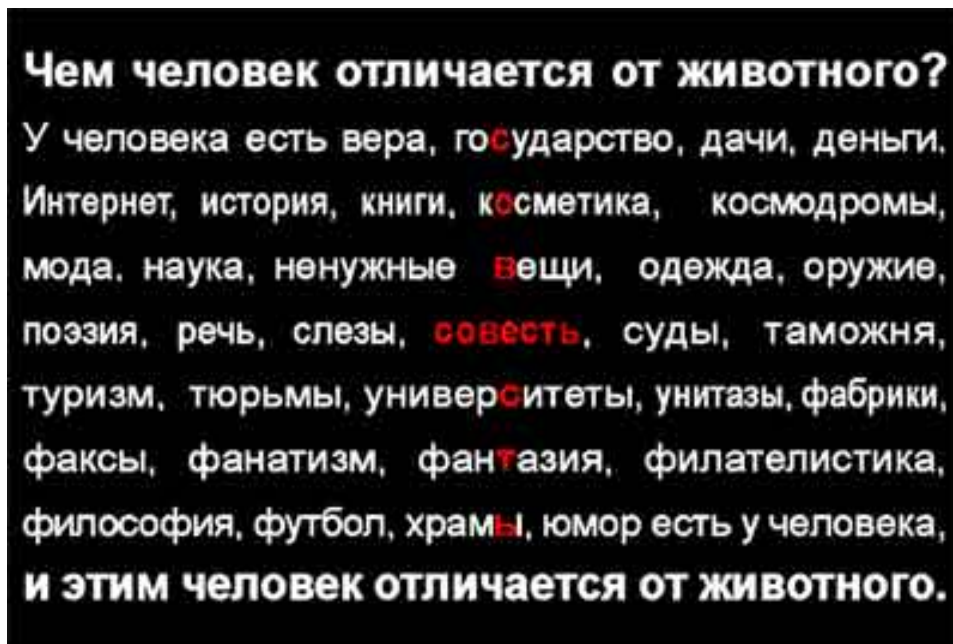 Чем человек отличается от животного?
У человека есть вера, государство, дачи, деньги.
Интернет, история, книги, косметика, космодромы,
мода, наука, ненужные вещи, одежда, оружие,
поэзия, речь, слезы, совесть, суды, таможня,
туризм, тюрьмы, университеты, унитазы, фабрики,
факсы, фанатизм, фантазия, филателистика,
философия, футбол, храмы, юмор есть у человека,
и этим человек отличается от животного.